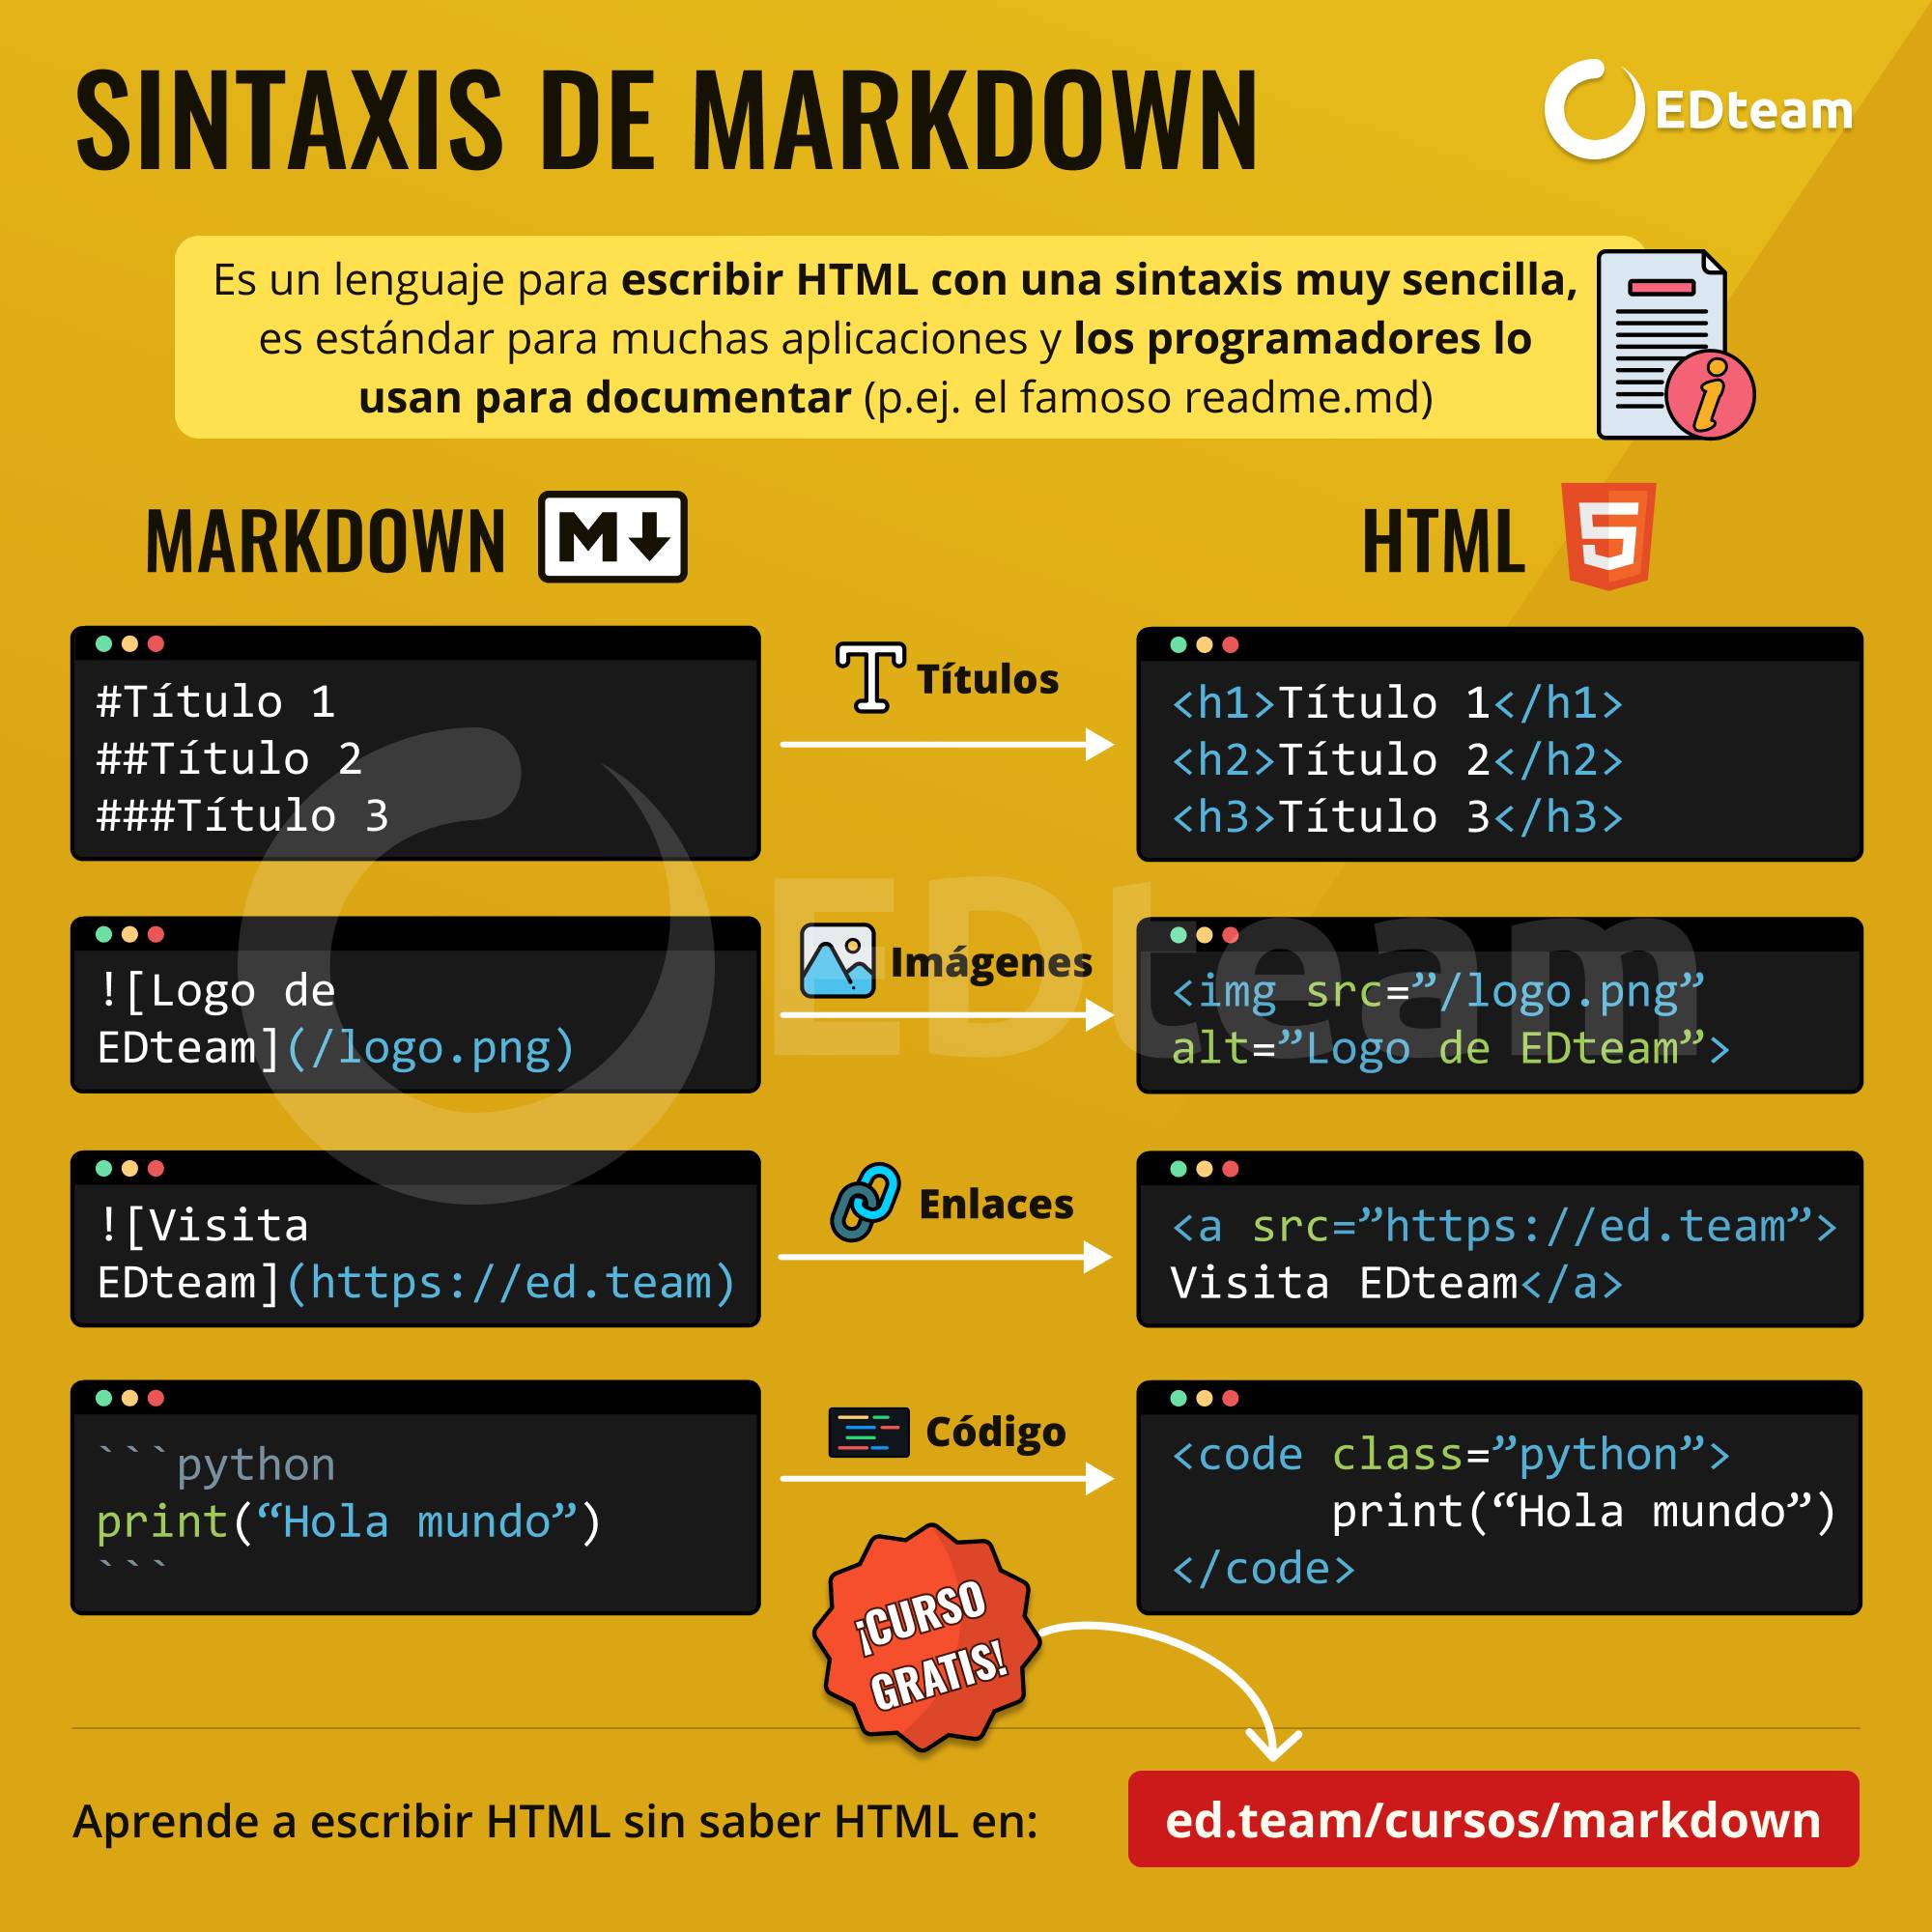 SINTAXIS DE MARKDOWN
EDteam
Es un lenguaje para escribir HTML con una sintaxis muy sencilla,
es estándar para muchas aplicaciones y los programadores lo
usan para documentar (p.ej. el famoso readme.md)
MARKDOWN M
HTML 5
#Título 1
##Título 2
###Título 3
Títulos
<h1>Título 1</h1>
<h2>Título 2</h2>
<h3>Título 3</h3>
![Logo de
EDteam](/logo.png)
Imágenes
<img src=”/logo.png”
alt=”Logo de EDteam”>
![Visita
EDteam](https://ed.team)
Enlaces
<a src=”https://ed.team”>
Visita EDteam</a>
```python
print(“Hola mundo”)
```
Código
<code class=”python”>
print(“Hola mundo”)
</code>
EDteam
¡CURSO
GRATIS!
Aprende a escribir HTML sin saber HTML en:
ed.team/cursos/markdown